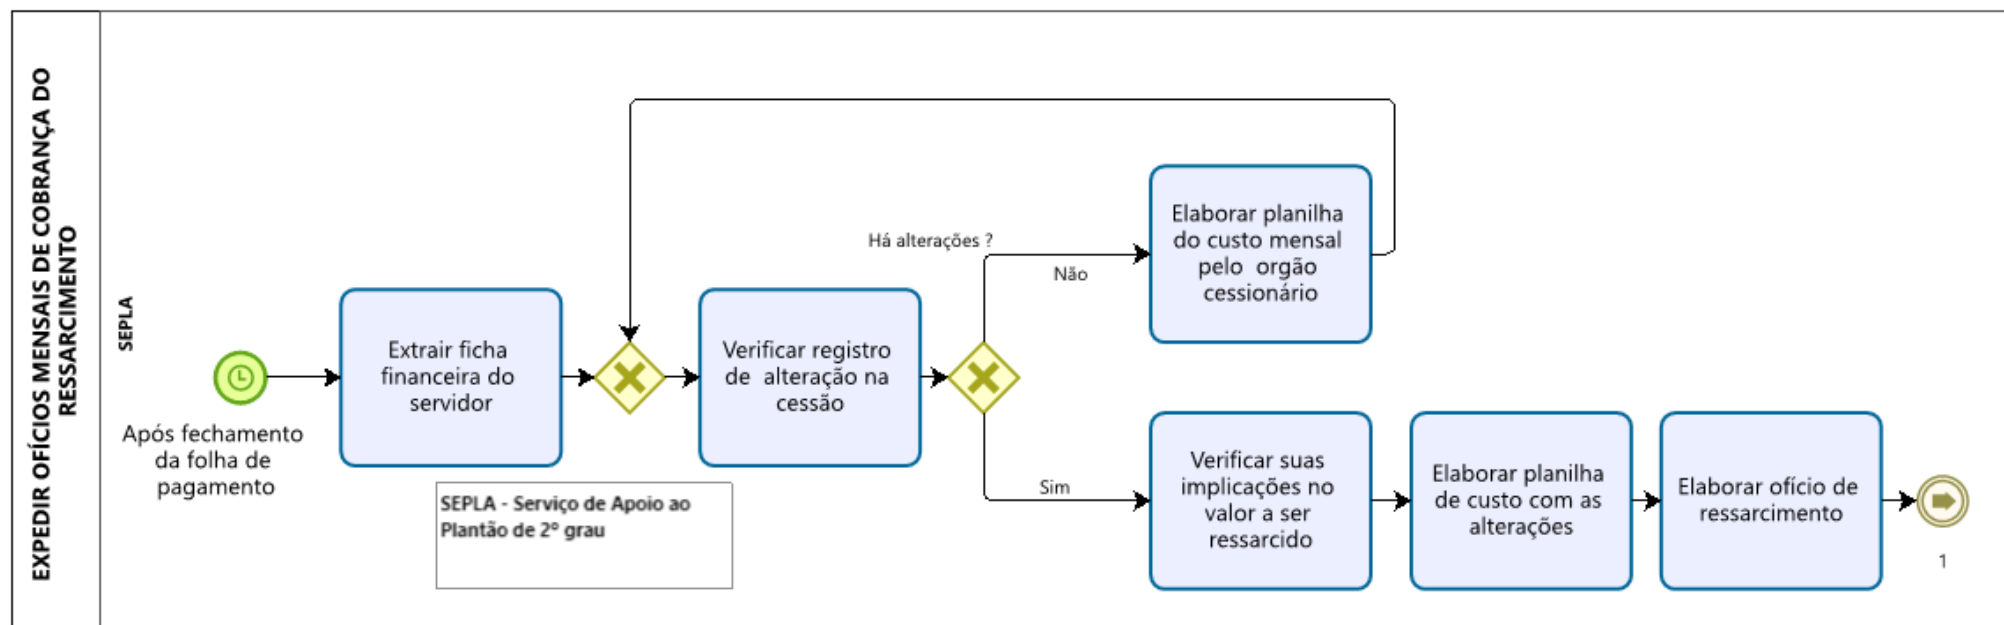 EXPEDIR OFÍCIOS MENSAIS DE COBRANÇA DO
RESSARCIMENTO
SEPLA
Após fechamento
da folha de
pagamento
Extrair ficha
financeira do
servidor
SEPLA - Serviço de Apoio ao
Plantão de 2º grau
Verificar registro
de alteração na
cessão
Há alterações ?
Não
Elaborar planilha
do custo mensal
pelo orgão
cessionário
Sim
Verificar suas
implicações no
valor a ser
ressarcido
Elaborar planilha
de custo com as
alterações
Elaborar ofício de
ressarcimento
1